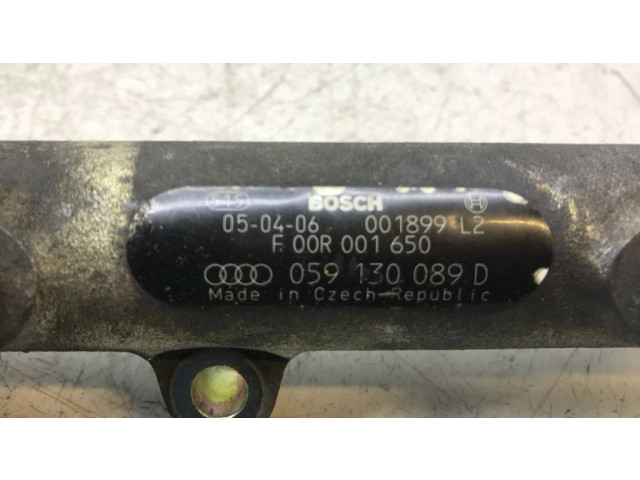 BOSCH
05-04-06 001899 L2
F 00R 001 650
059 130 089 D
Made in Czech Republic